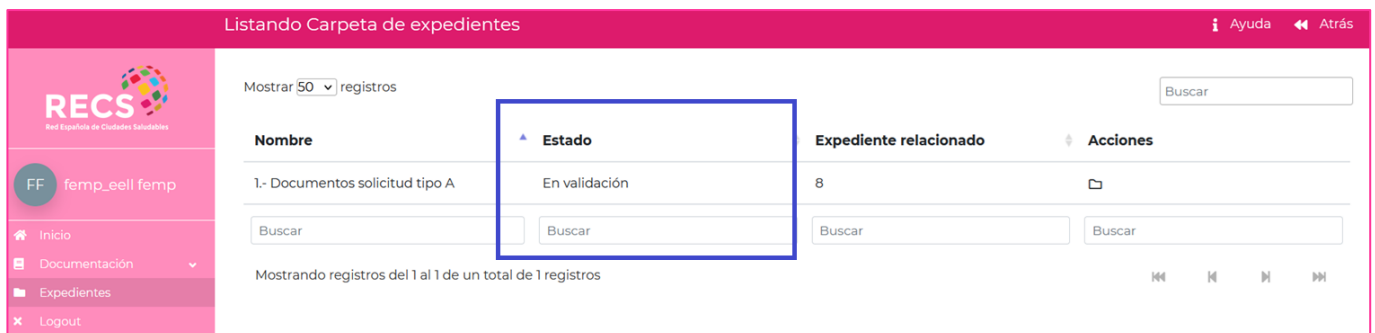 Listando Carpeta de expedientes
Ayuda
Atrás
RECS
Red Española de Ciudades Saludables
FF
femp_eell femp
Inicio
Documentación
Expedientes
Logout
Mostrar 50 registros
Buscar
Nombre Estado Expediente relacionado Acciones
1.- Documentos solicitud tipo A En validación 8
Buscar Buscar Buscar Buscar
Mostrando registros del 1 al 1 de un total de 1 registros